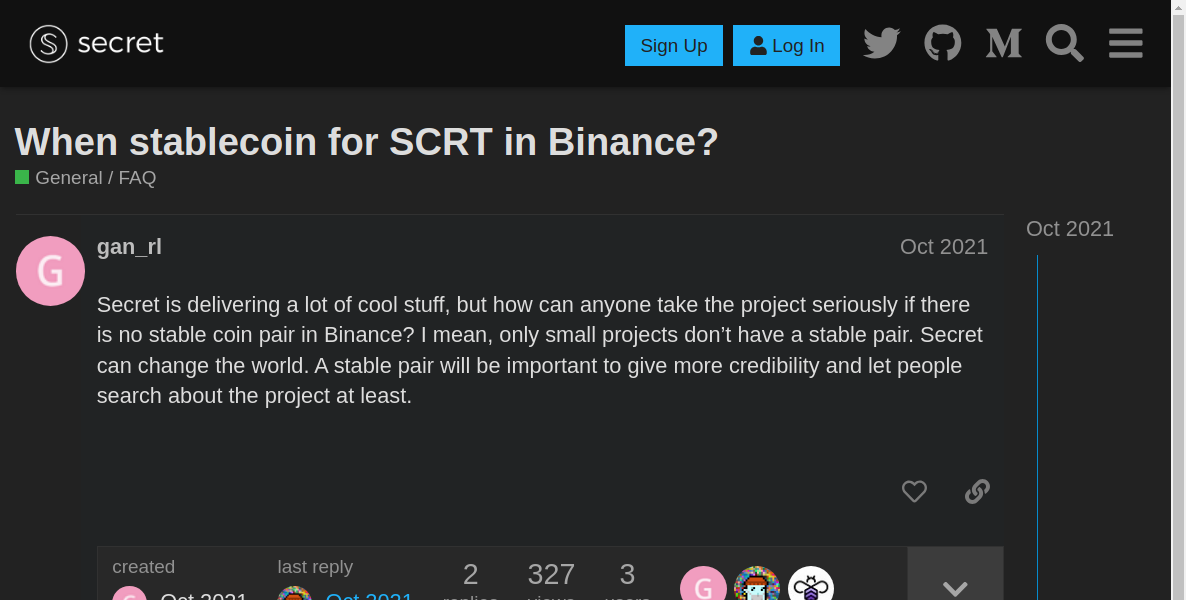 secret
Sign Up
Log In
When stablecoin for SCRT in Binance?
General / FAQ
Oct 2021
gan_rl
Oct 2021
Secret is delivering a lot of cool stuff, but how can anyone take the project seriously if there
is no stable coin pair in Binance? I mean, only small projects don’t have a stable pair. Secret
can change the world. A stable pair will be important to give more credibility and let people
search about the project at least.
created
last reply
2
327
3
Oct 2021
Oct 2021
replies
views
users